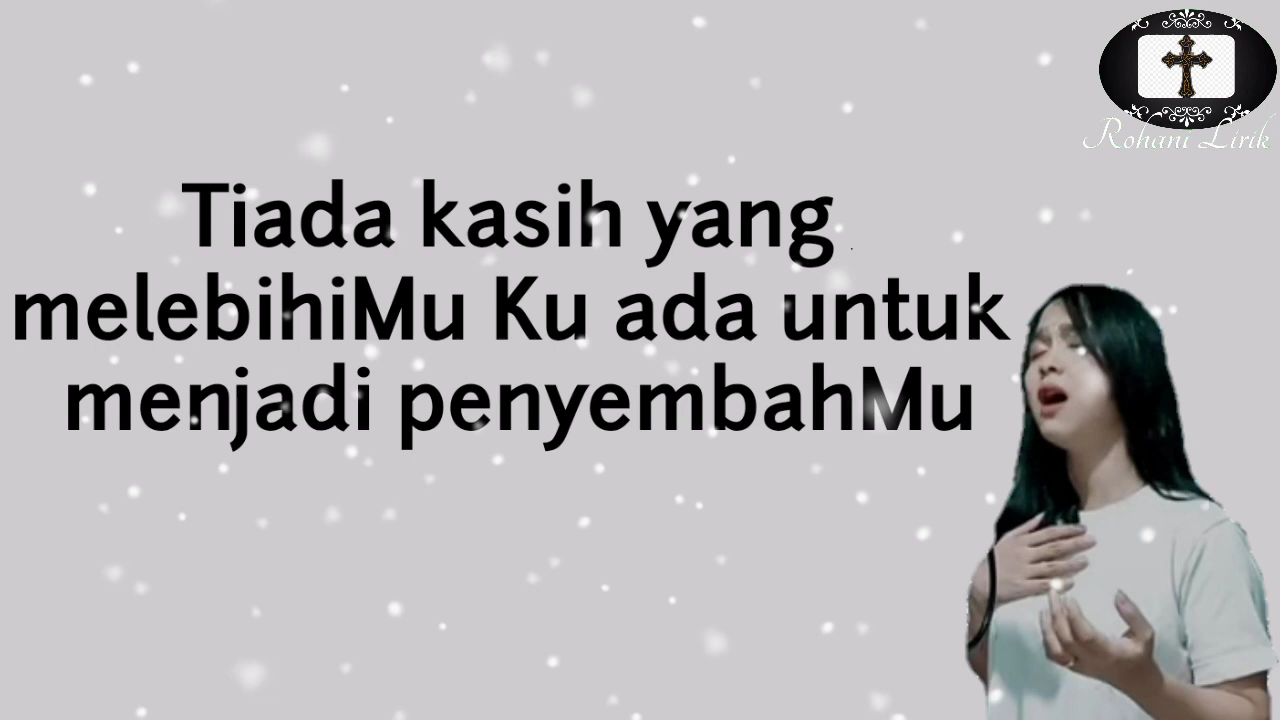 Rohani Lirik
Tiada kasih yang
melebihiMu Ku ada untuk
menjadi penyembahMu